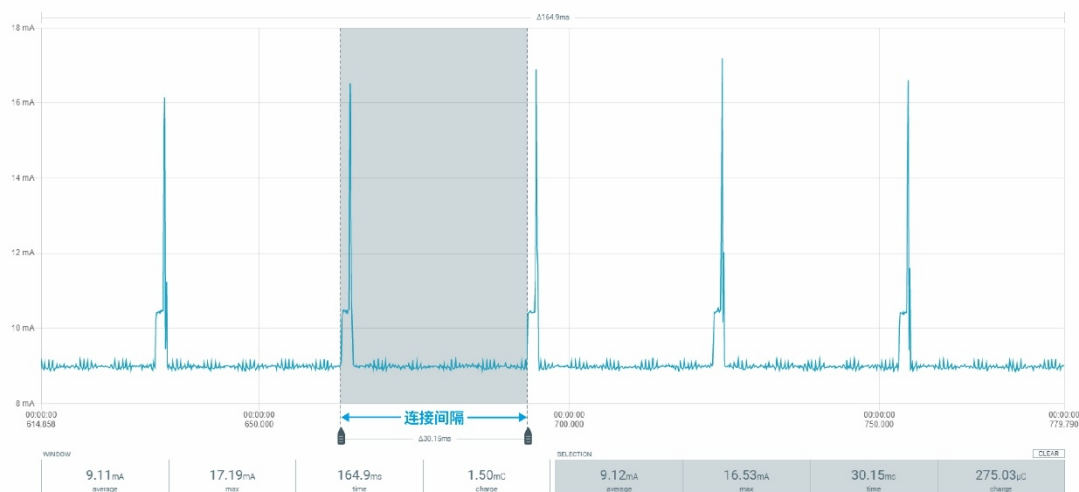 Δ164.9ms
18 mA
16 mA
14 mA
12 mA
10 mA
8 mA
00:00:00 00:00:00 00:00:00 00:00:00 00:00:00
614.858 650.000 700.000 750.000 779.790
连接间隔
Δ30.15ms
WINDOW SELECTION CLEAR
9.11mA 17.19mA 164.9ms 1.50mC 9.12mA 16.53mA 30.15ms 275.03μC
average max time charge average max time charge